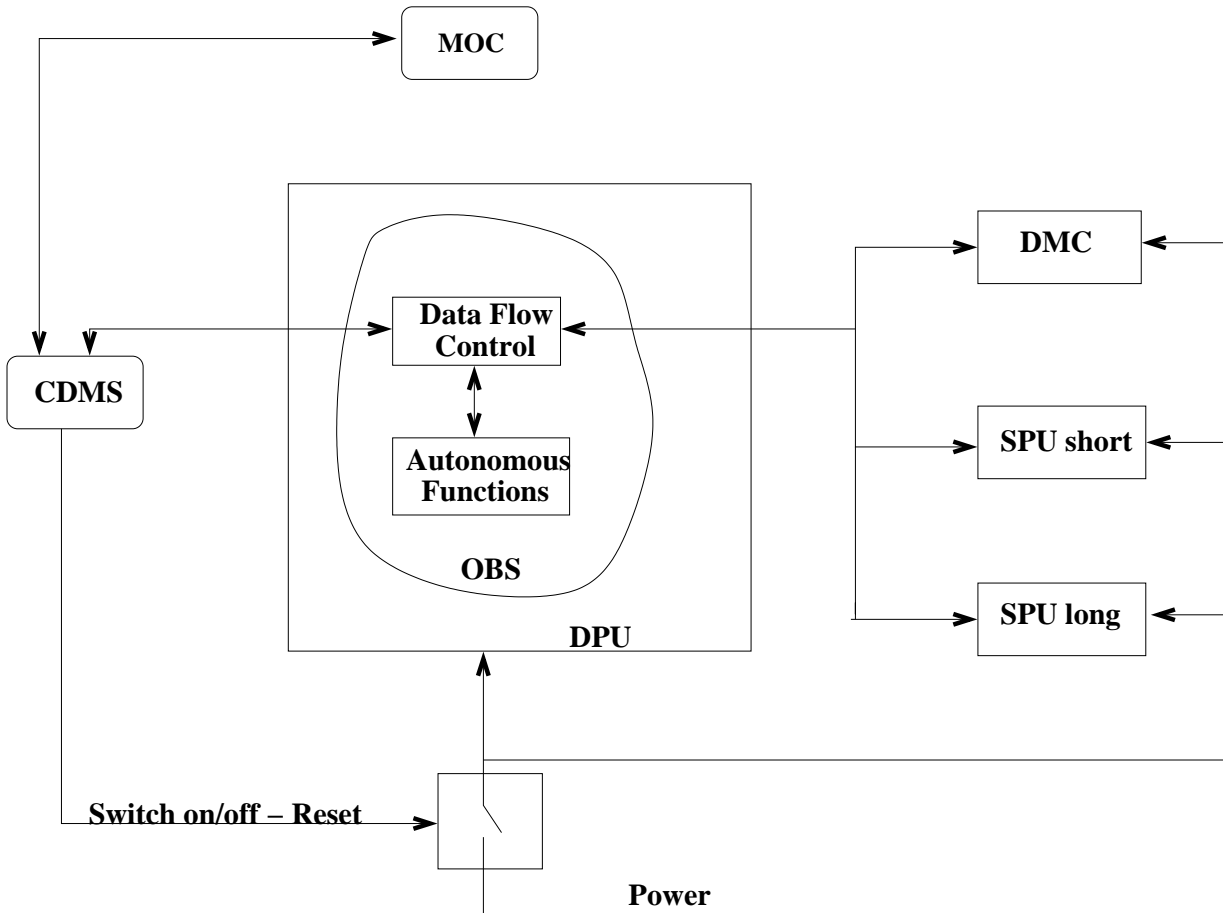 MOC
DMC
Data Flow
Control
CDMS
SPU short
Autonomous
Functions
OBS
SPU long
DPU
Switch on/off – Reset
Power